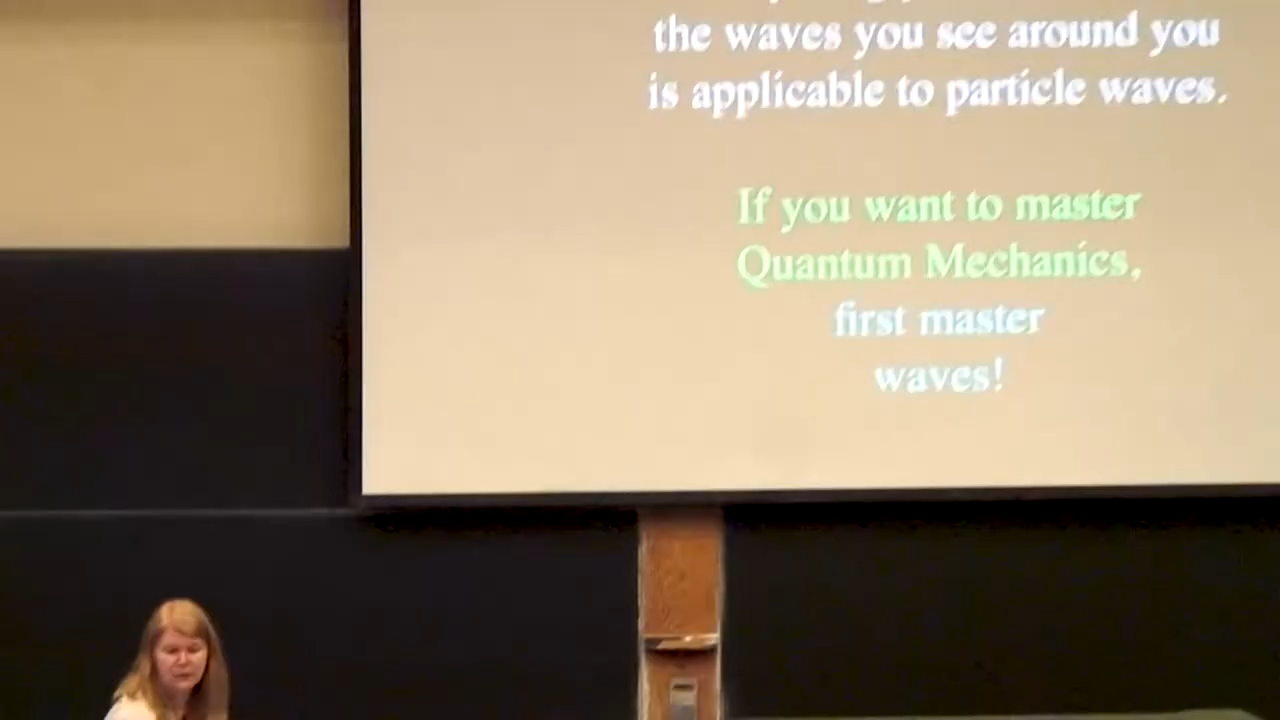 the waves you see around you
is applicable to particle waves.
If you want to master
Quantum Mechanics,
first master
waves!